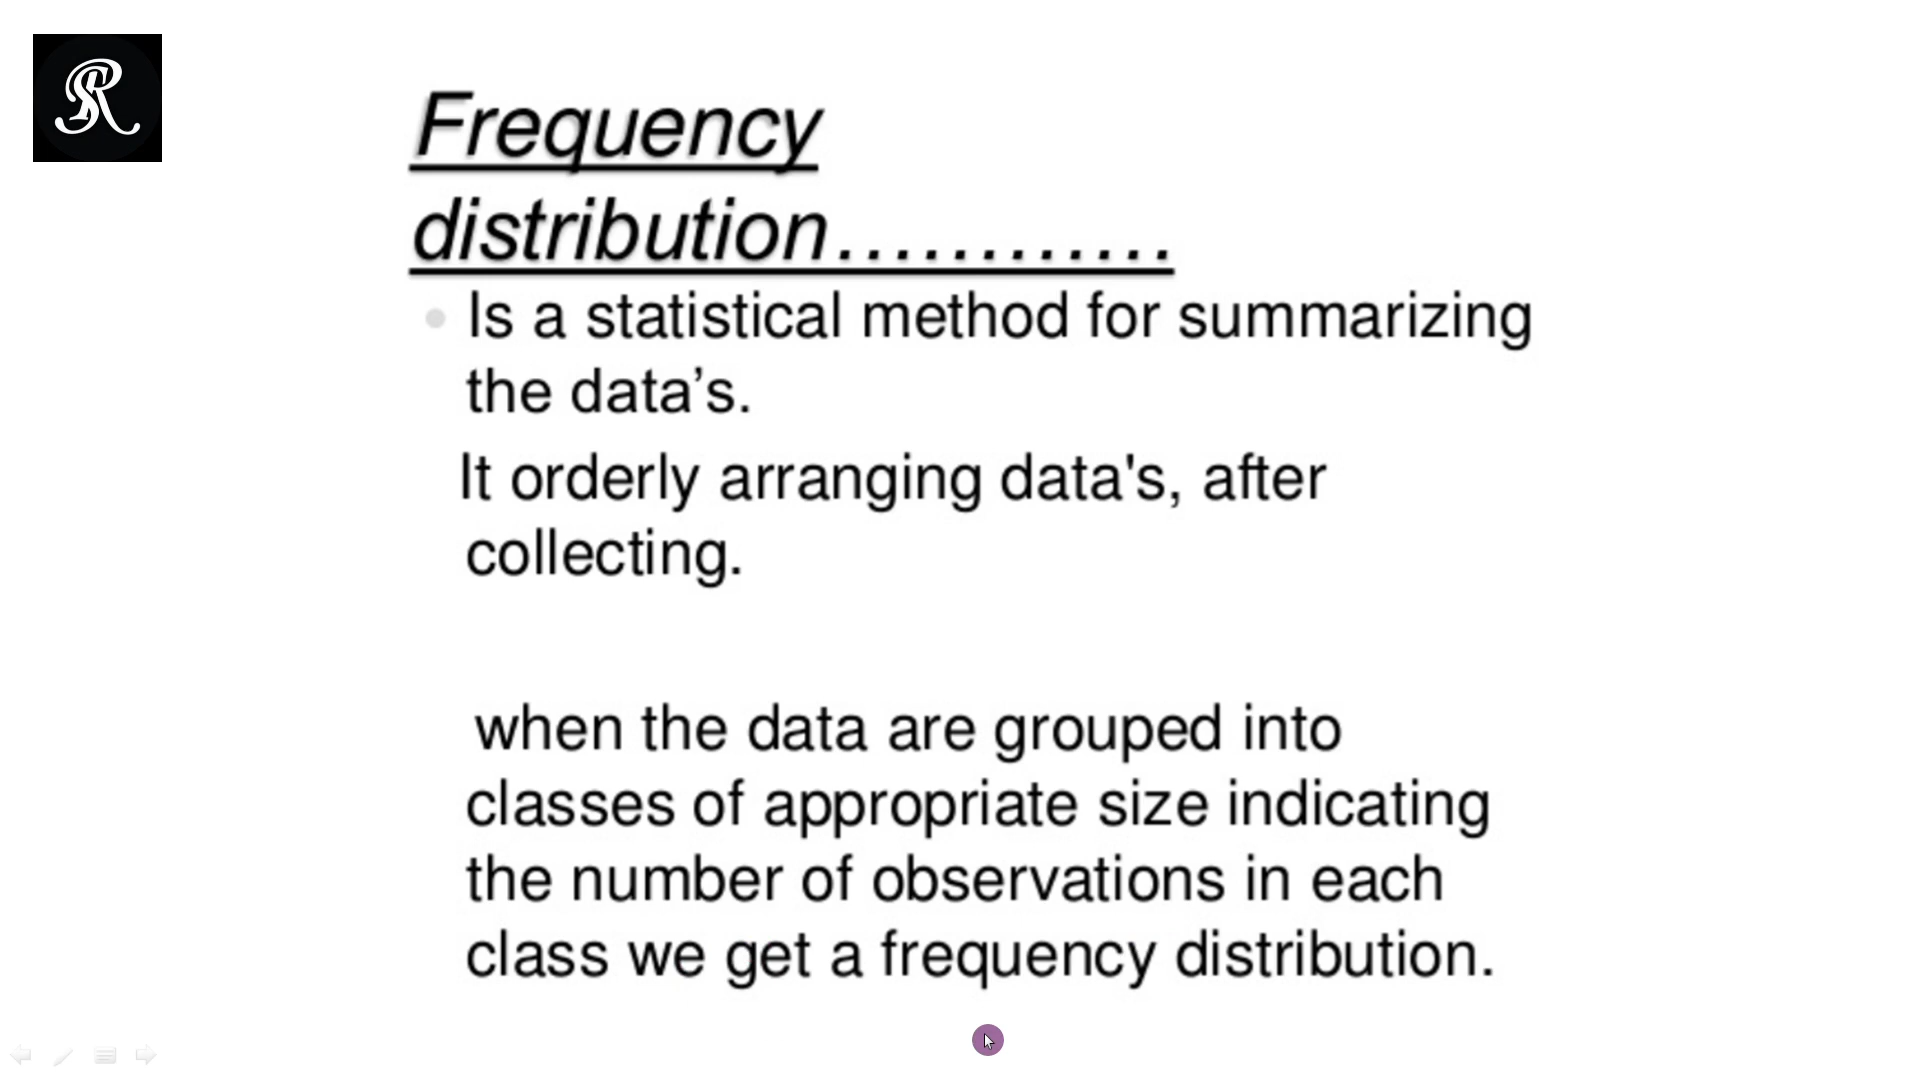 SR
Frequency
distribution............
Is a statistical method for summarizing
the data’s.
It orderly arranging data's, after
collecting.
when the data are grouped into
classes of appropriate size indicating
the number of observations in each
class we get a frequency distribution.